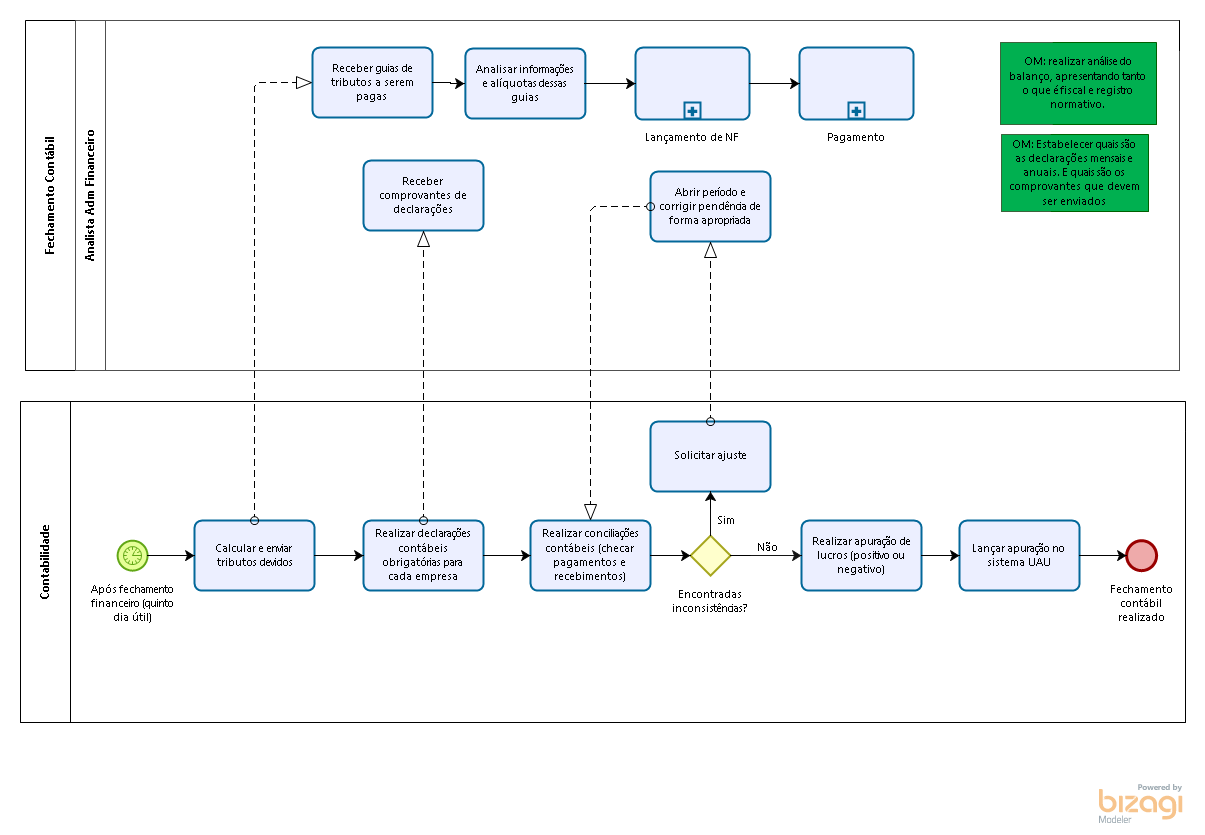 Fechamento Contábil
Analista Adm Financeiro
Receber guias de
tributos a serem
pagas
Analisar informações
e alíquotas dessas
guias
Lançamento de NF
Pagamento
OM: realizar análise do
balanço, apresentando tanto
o que é fiscal e registro
normativo.
OM: Estabelecer quais são
as declarações mensais e
anuais. E quais são os
comprovantes que devem
ser enviados
Receber
comprovantes de
declarações
Abrir período e
corrigir pendência de
forma apropriada
Contabilidade
Solicitar ajuste
Sim
Após fechamento
financeiro (quinto
dia útil)
Calcular e enviar
tributos devidos
Realizar declarações
contábeis
obrigatórias para
cada empresa
Realizar conciliações
contábeis (checar
pagamentos e
recebimentos)
Encontradas
inconsistências?
Não
Realizar apuração de
lucros (positivo ou
negativo)
Lançar apuração no
sistema UAU
Fechamento
contábil
realizado
Powered by
bizagi
Modeler